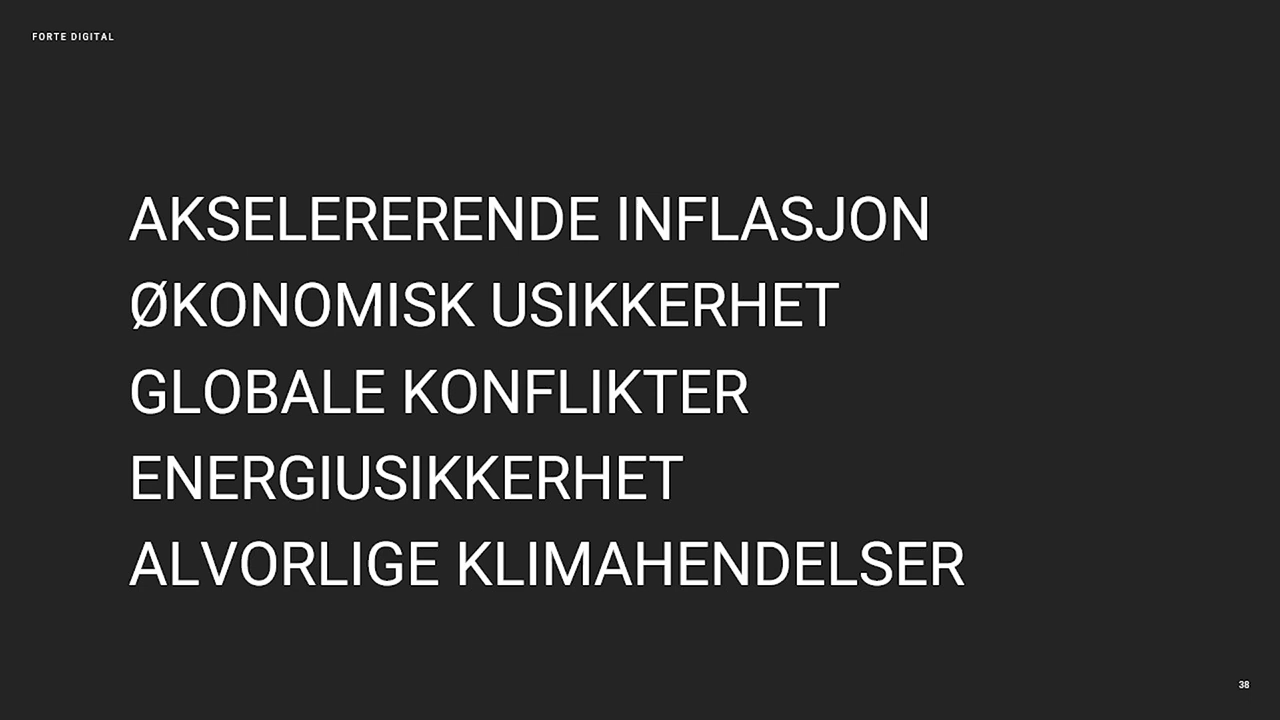 FORTE DIGITAL
AKSELERERENDE INFLASJON
ØKONOMISK USIKKERHET
GLOBALE KONFLIKTER
ENERGIUSIKKERHET
ALVORLIGE KLIMAHENDELSER
38